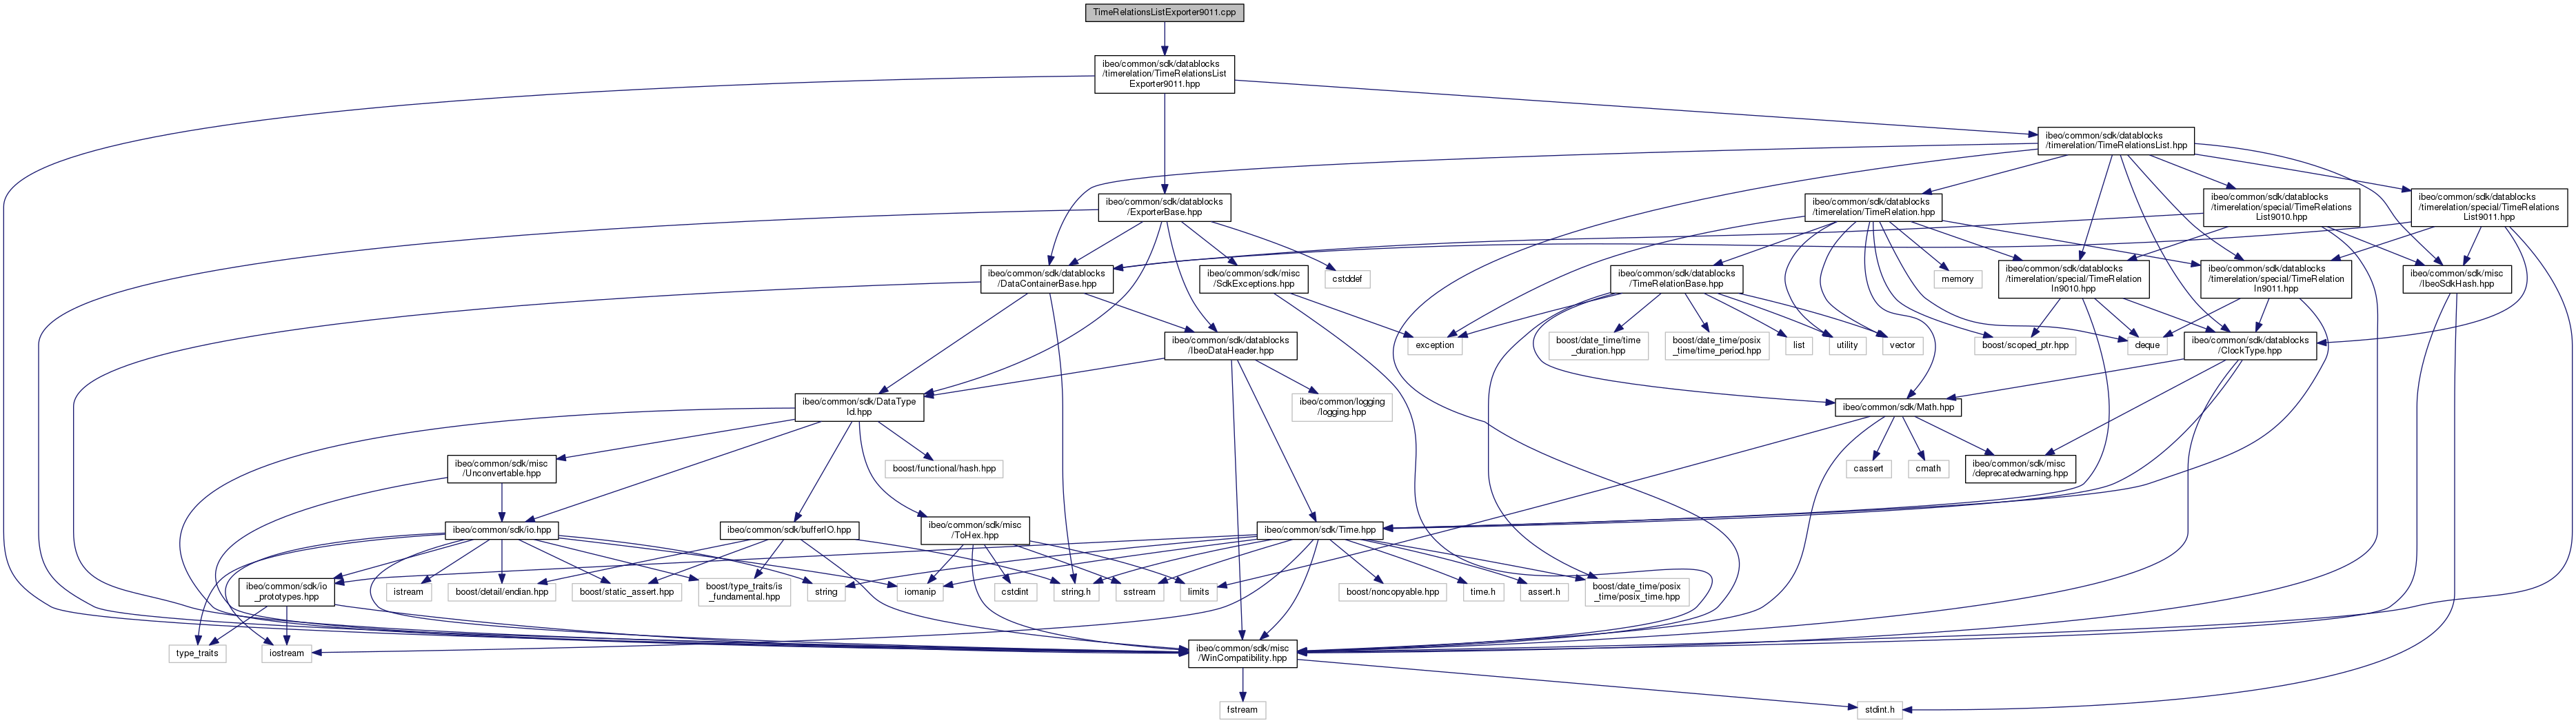 TimeRelationsListExporter9011.cpp
ibeo/common/sdk/datablocks
/timerelation/TimeRelationsList
Exporter9011.hpp
ibeo/common/sdk/datablocks
/timerelation/TimeRelationsList.hpp
ibeo/common/sdk/datablocks
/ExporterBase.hpp
ibeo/common/sdk/datablocks
/timerelation/TimeRelation.hpp
ibeo/common/sdk/datablocks
/timerelation/special/TimeRelations
List9010.hpp
ibeo/common/sdk/datablocks
/timerelation/special/TimeRelations
List9011.hpp
ibeo/common/sdk/datablocks
/DataContainerBase.hpp
ibeo/common/sdk/misc
/SdkExceptions.hpp
cstddef
ibeo/common/sdk/datablocks
/TimeRelationBase.hpp
memory
ibeo/common/sdk/datablocks
/timerelation/special/TimeRelation
In9010.hpp
ibeo/common/sdk/datablocks
/timerelation/special/TimeRelation
In9011.hpp
ibeo/common/sdk/misc
/IbeoSdkHash.hpp
ibeo/common/sdk/datablocks
/IbeoDataHeader.hpp
exception
boost/date_time/time
_duration.hpp
boost/date_time/posix
_time/time_period.hpp
list
utility
vector
boost/scoped_ptr.hpp
deque
ibeo/common/sdk/datablocks
/ClockType.hpp
ibeo/common/sdk/DataType
Id.hpp
ibeo/common/logging
/logging.hpp
ibeo/common/sdk/Math.hpp
ibeo/common/sdk/misc
/Unconvertable.hpp
boost/functional/hash.hpp
cassert
cmath
ibeo/common/sdk/misc
/deprecatedwarning.hpp
ibeo/common/sdk/io.hpp
ibeo/common/sdk/bufferIO.hpp
ibeo/common/sdk/misc
/ToHex.hpp
ibeo/common/sdk/Time.hpp
ibeo/common/sdk/io
_prototypes.hpp
istream
boost/detail/endian.hpp
boost/static_assert.hpp
boost/type_traits/is
_fundamental.hpp
string
iomanip
cstdint
string.h
sstream
limits
boost/noncopyable.hpp
time.h
assert.h
boost/date_time/posix
_time/posix_time.hpp
type_traits
iostream
ibeo/common/sdk/misc
/WinCompatibility.hpp
fstream
stdint.h